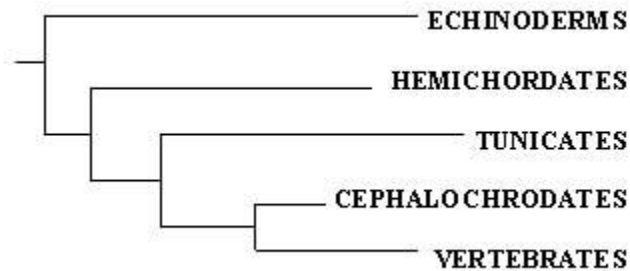 ECHINODERMS
HEMICHORDATES
TUNICATES
CEPHALOCHRODATES
VERTEBRATES